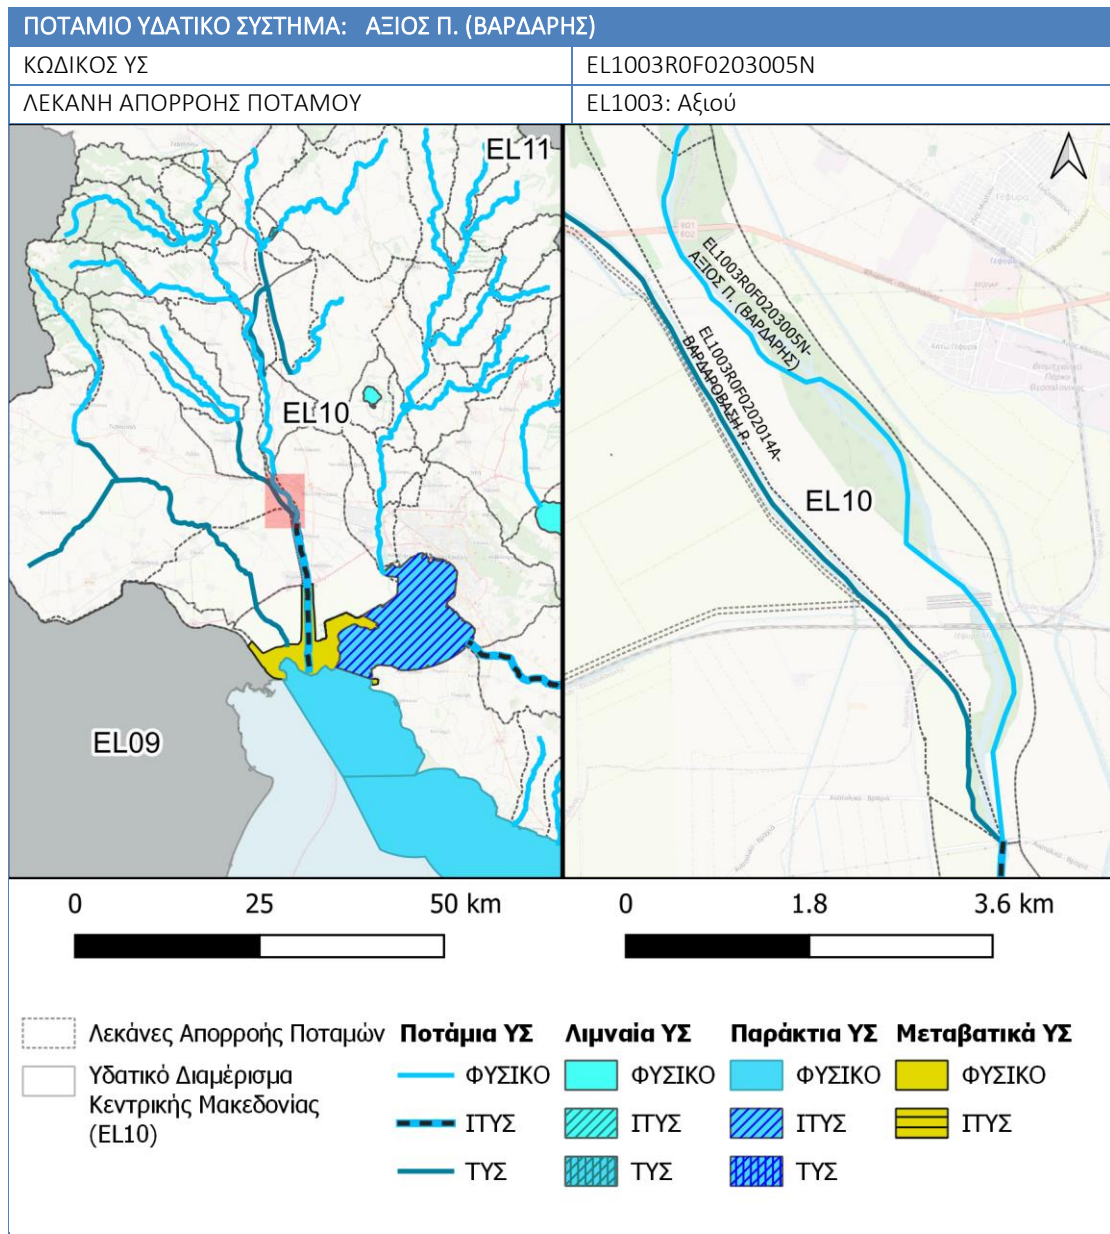 ΠΟΤΑΜΙΟ ΥΔΑΤΙΚΟ ΣΥΣΤΗΜΑ: ΑΞΙΟΣ Π. (ΒΑΡΔΑΡΗΣ)
ΚΩΔΙΚΟΣ ΥΣ EL1003R0F0203005N
ΛΕΚΑΝΗ ΑΠΟΡΡΟΗΣ ΠΟΤΑΜΟΥ EL1003: Αξιού
EL11
EL10
EL09
EL1003R0F0203005N-
ΑΞΙΟΣ Π. (ΒΑΡΔΑΡΗΣ)
EL1003R0F0202014A-
ΒΑΡΔΑΡΟΒΑΣΗ Ρ.
EL10
Γέφυρα
0 25 50 km
0 1.8 3.6 km
Λεκάνες Απορροής Ποταμών
Υδατικό Διαμέρισμα
Κεντρικής Μακεδονίας
(EL10)
Ποτάμια ΥΣ
ΦΥΣΙΚΟ
ΙΤΥΣ
ΤΥΣ
Λιμναία ΥΣ
ΦΥΣΙΚΟ
ΙΤΥΣ
ΤΥΣ
Παράκτια ΥΣ
ΦΥΣΙΚΟ
ΙΤΥΣ
ΤΥΣ
Μεταβατικά ΥΣ
ΦΥΣΙΚΟ
ΙΤΥΣ